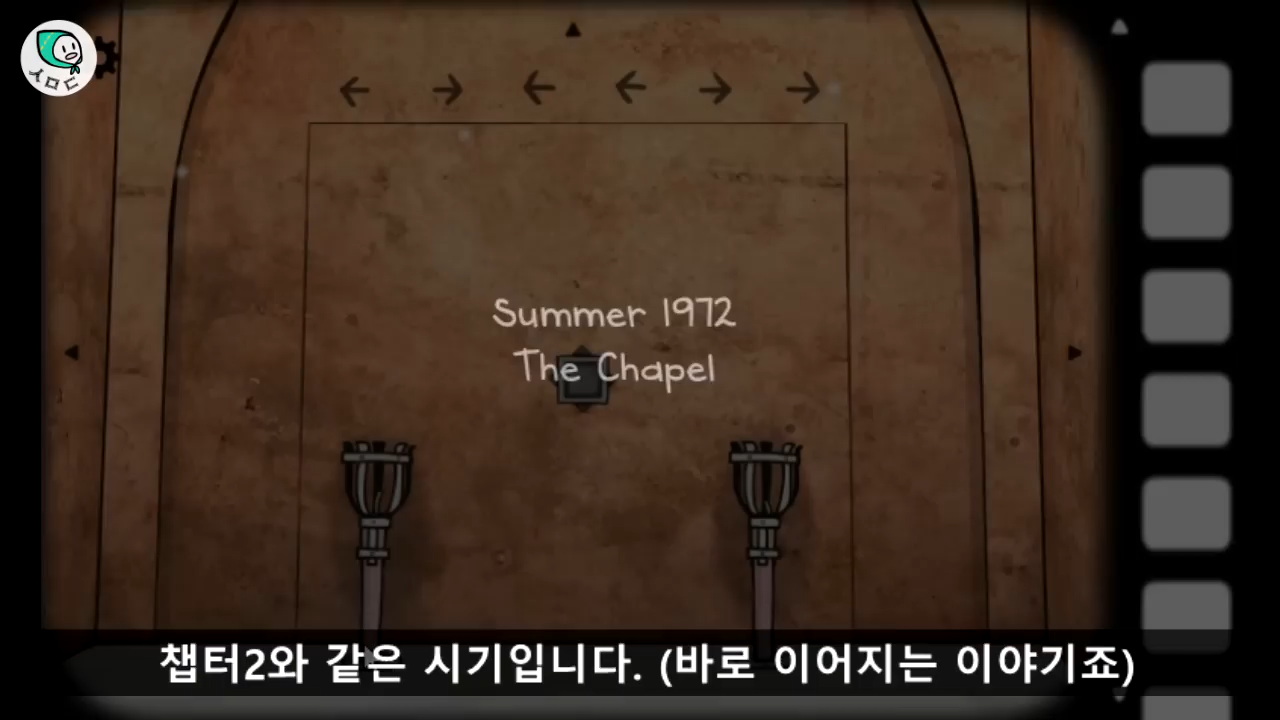 ㅅㅁㄷ
Summer 1972
The Chapel
챕터2와 같은 시기입니다. (바로 이어지는 이야기죠)